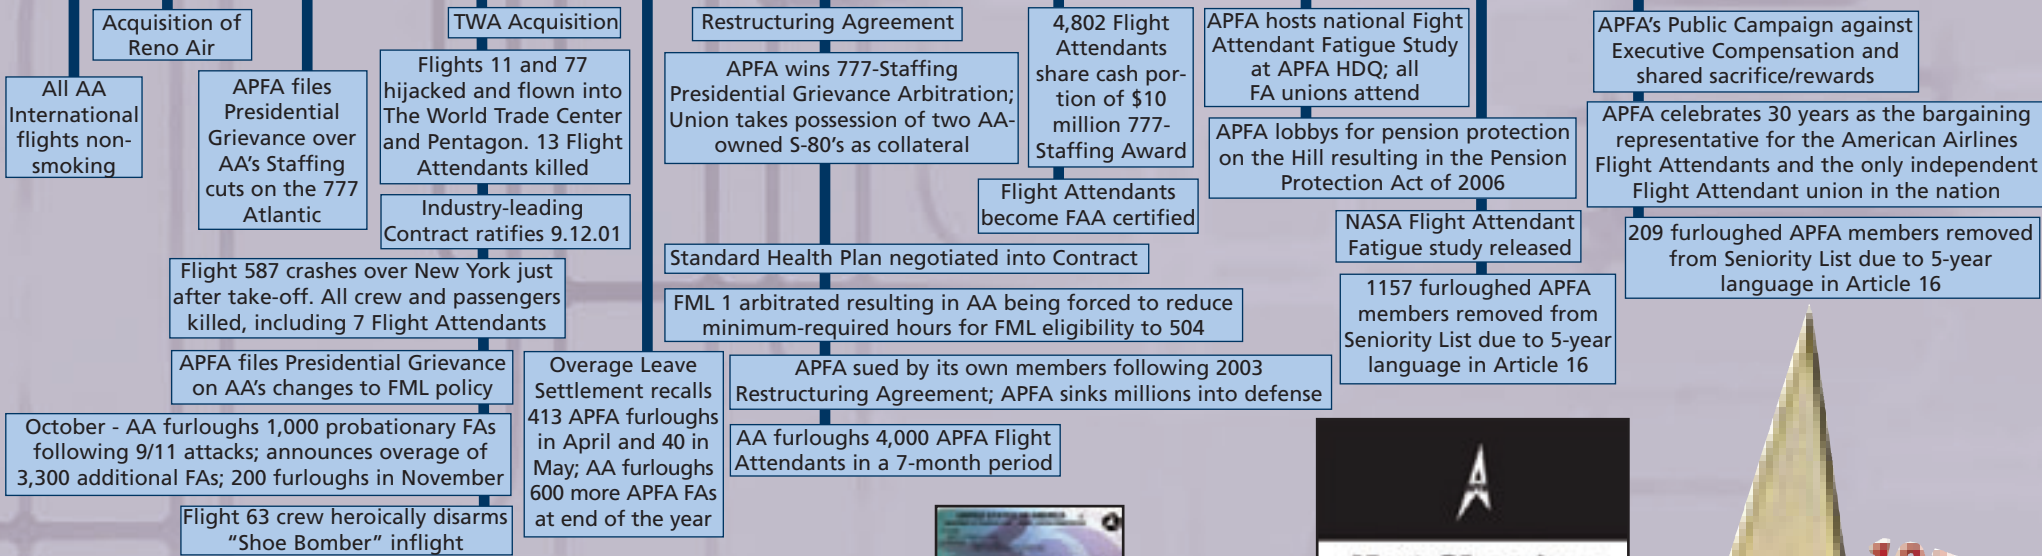 Acquisition of
Reno Air
All AA
International
flights non-
smoking
APFA files
Presidential
Grievance over
AA's Staffing
cuts on the 777
Atlantic
TWA Acquisition
Flights 11 and 77
hijacked and flown into
The World Trade Center
and Pentagon. 13 Flight
Attendants killed
Industry-leading
Contract ratifies 9.12.01
Flight 587 crashes over New York just
after take-off. All crew and passengers
killed, including 7 Flight Attendants
APFA files Presidential Grievance
on AA's changes to FML policy
October - AA furloughs 1,000 probationary FAs
following 9/11 attacks; announces overage of
3,300 additional FAs; 200 furloughs in November
Flight 63 crew heroically disarms
“Shoe Bomber” inflight
Overage Leave
Settlement recalls
413 APFA furloughs
in April and 40 in
May; AA furloughs
600 more APFA FAs
at end of the year
Restructuring Agreement
APFA wins 777-Staffing
Presidential Grievance Arbitration;
Union takes possession of two AA-
owned S-80's as collateral
Standard Health Plan negotiated into Contract
FML 1 arbitrated resulting in AA being forced to reduce
minimum-required hours for FML eligibility to 504
APFA sued by its own members following 2003
Restructuring Agreement; APFA sinks millions into defense
AA furloughs 4,000 APFA Flight
Attendants in a 7-month period
4,802 Flight
Attendants
share cash por-
tion of $10
million 777-
Staffing Award
Flight Attendants
become FAA certified
APFA hosts national Fight
Attendant Fatigue Study
at APFA HDQ; all
FA unions attend
APFA lobbys for pension protection
on the Hill resulting in the Pension
Protection Act of 2006
NASA Flight Attendant
Fatigue study released
1157 furloughed APFA
members removed from
Seniority List due to 5-year
language in Article 16
APFA's Public Campaign against
Executive Compensation and
shared sacrifice/rewards
APFA celebrates 30 years as the bargaining
representative for the American Airlines
Flight Attendants and the only independent
Flight Attendant union in the nation
209 furloughed APFA members removed
from Seniority List due to 5-year
language in Article 16